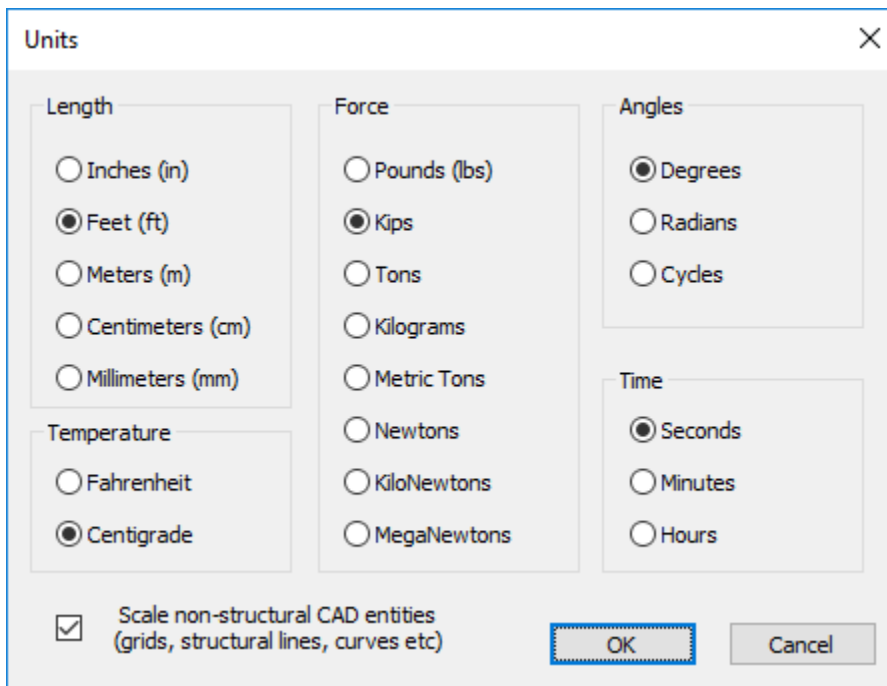 Units
Length
Inches (in)
Feet (ft)
Meters (m)
Centimeters (cm)
Millimeters (mm)
Temperature
Fahrenheit
Centigrade
Force
Pounds (lbs)
Kips
Tons
Kilograms
Metric Tons
Newtons
KiloNewtons
MegaNewtons
Angles
Degrees
Radians
Cycles
Time
Seconds
Minutes
Hours
Scale non-structural CAD entities
(grids, structural lines, curves etc)
OK
Cancel